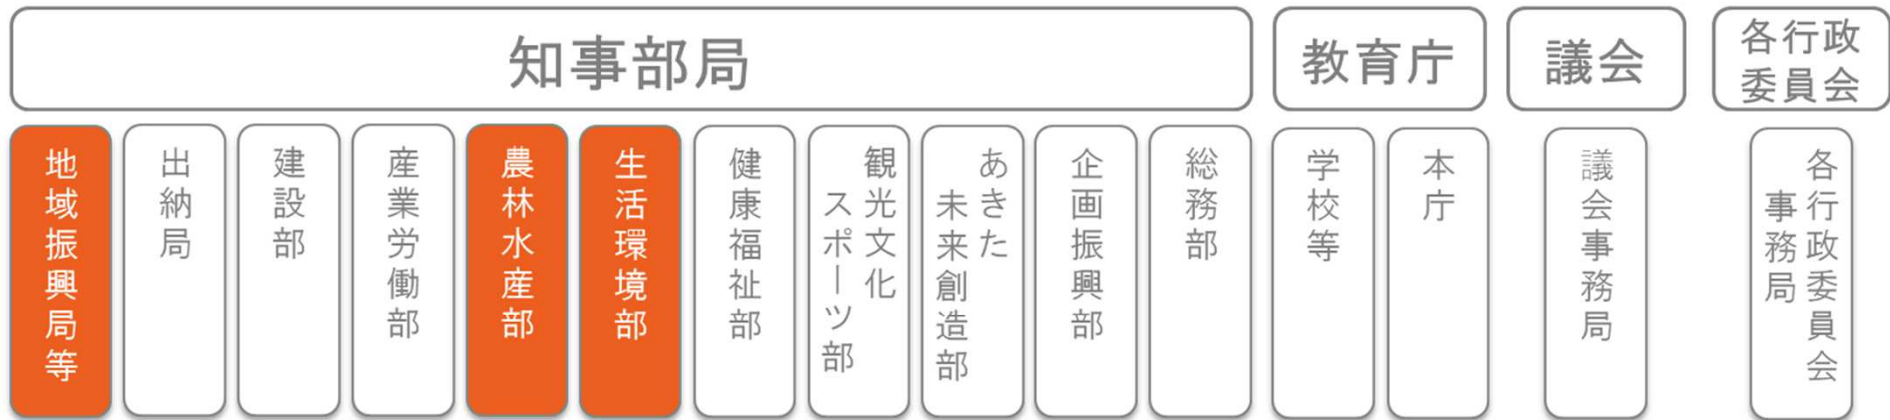 知事部局
教育庁
議会
各行政
委員会
地域振興局等
出納局
建設部
産業労働部
農林水産部
生活環境部
健康福祉部
観光文化
スポーツ部
あきた
未来創造部
企画振興部
総務部
学校等
本庁
議会事務局
各行政委員会
事務局